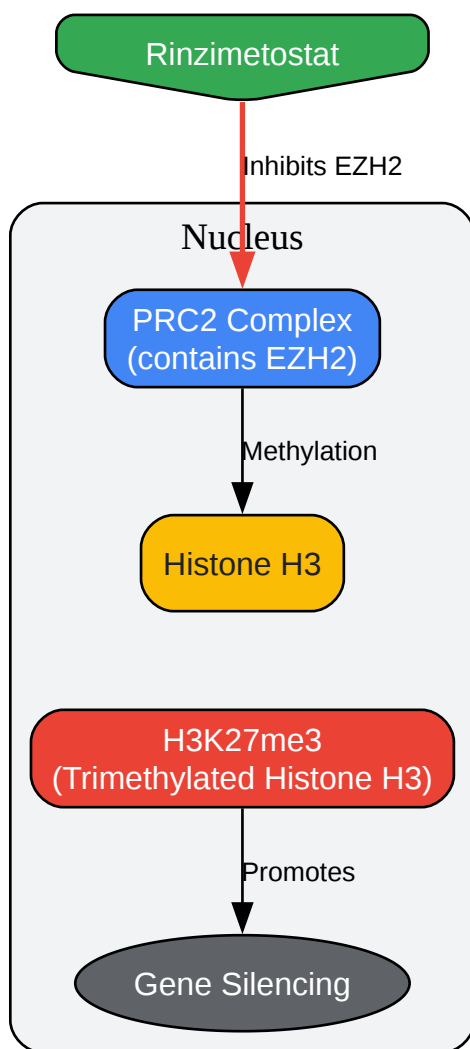 Rinzimetostat
Inhibits EZH2
Nucleus
PRC2 Complex
(contains EZH2)
Methylation
Histone H3
H3K27me3
(Trimethylated Histone H3)
Promotes
Gene Silencing